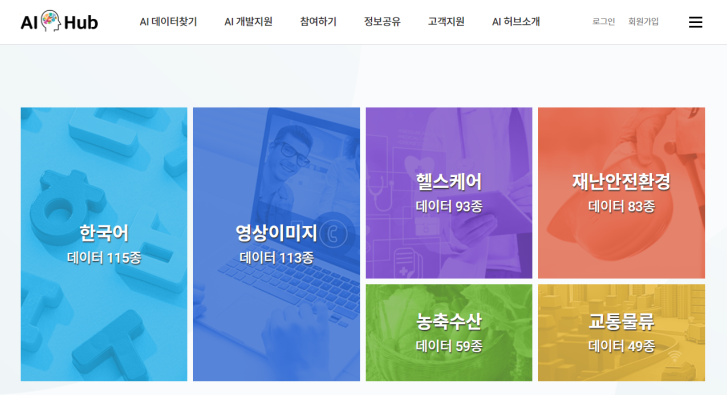 AI Hub
AI 데이터찾기 AI 개발지원 참여하기 정보공유 고객지원 AI 허브소개 로그인 회원가입
한국어
데이터 115종
영상이미지
데이터 113종
헬스케어
데이터 93종
재난안전환경
데이터 83종
농축수산
데이터 59종
교통물류
데이터 49종